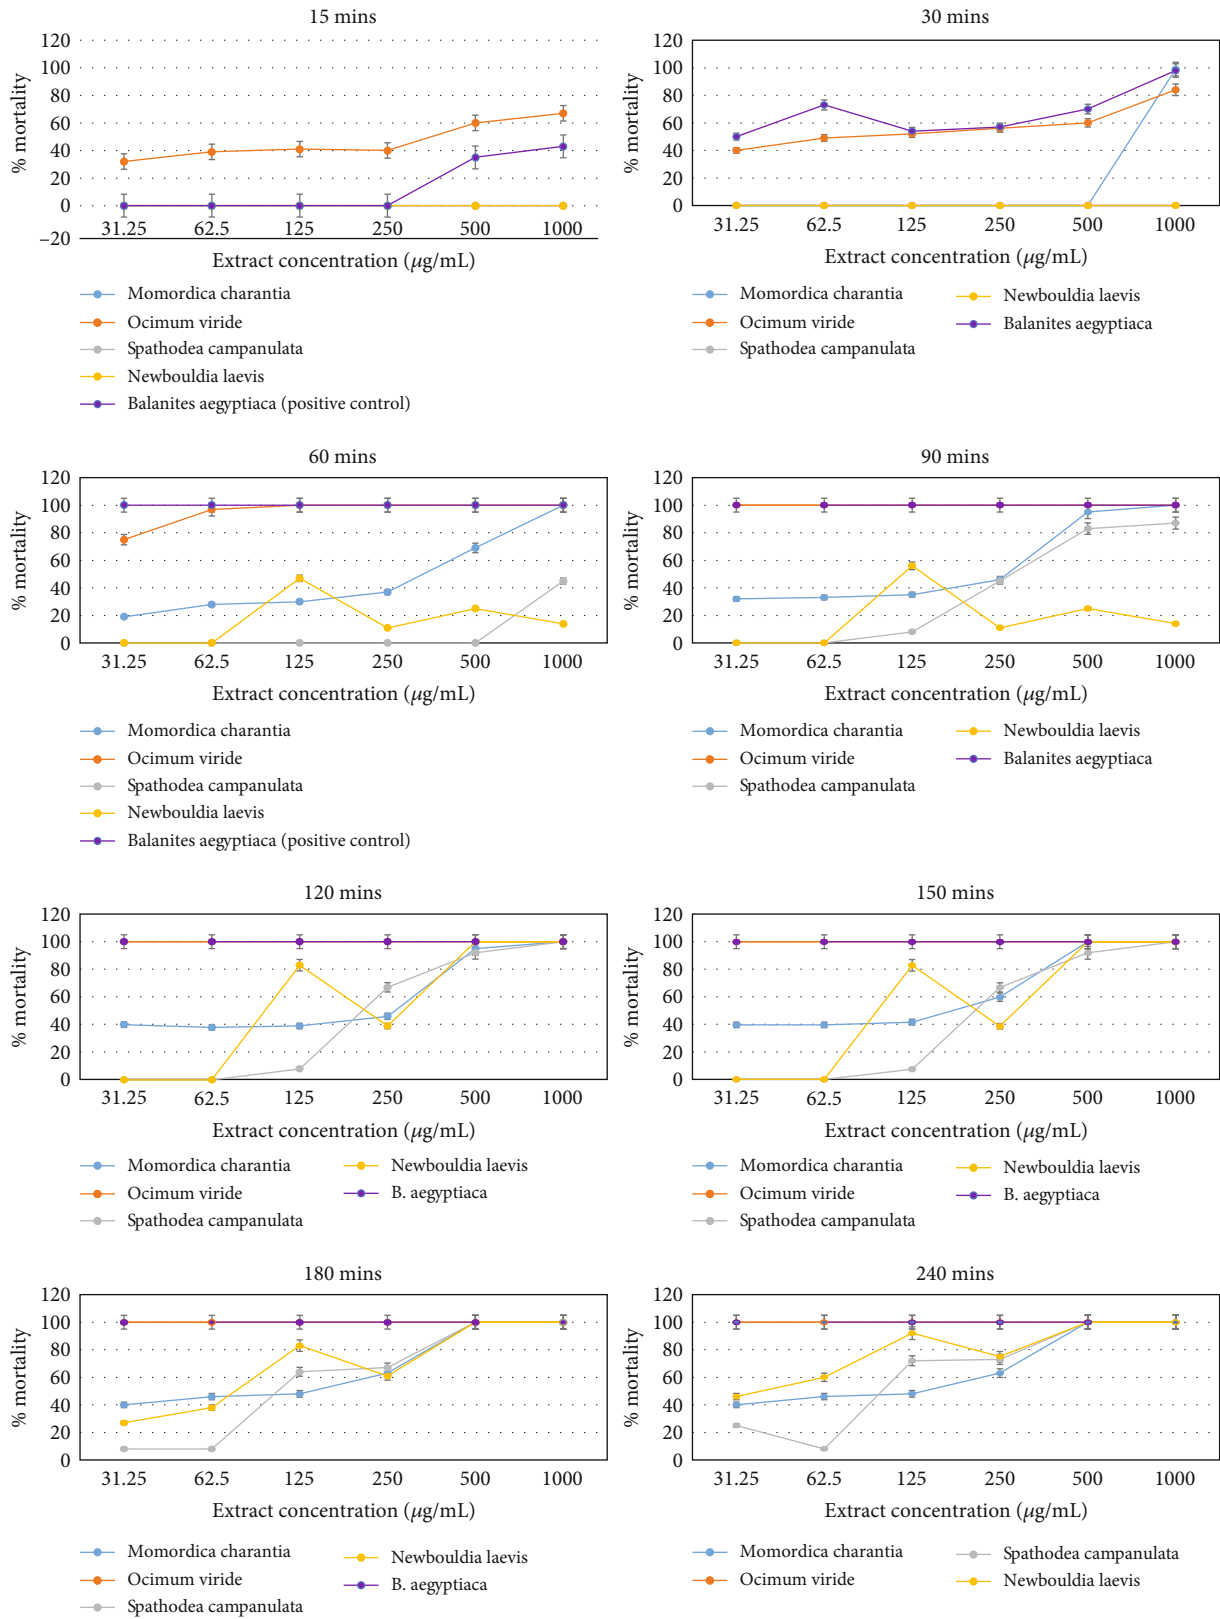 15 mins
120
100
80
60
40
20
0
–20
% mortality
31.25 62.5 125 250 500 1000
Extract concentration (μg/mL)
Momordica charantia
Ocimum viride
Spathodea campanulata
Newbouldia laevis
Balanites aegyptiaca (positive control)
30 mins
120
100
80
60
40
20
0
% mortality
31.25 62.5 125 250 500 1000
Extract concentration (μg/mL)
Momordica charantia
Ocimum viride
Spathodea campanulata
Newbouldia laevis
Balanites aegyptiaca
60 mins
120
100
80
60
40
20
0
% mortality
31.25 62.5 125 250 500 1000
Extract concentration (μg/mL)
Momordica charantia
Ocimum viride
Spathodea campanulata
Newbouldia laevis
Balanites aegyptiaca (positive control)
90 mins
120
100
80
60
40
20
0
% mortality
31.25 62.5 125 250 500 1000
Extract concentration (μg/mL)
Momordica charantia
Ocimum viride
Spathodea campanulata
Newbouldia laevis
Balanites aegyptiaca
120 mins
120
100
80
60
40
20
0
% mortality
31.25 62.5 125 250 500 1000
Extract concentration (μg/mL)
Momordica charantia
Ocimum viride
Spathodea campanulata
Newbouldia laevis
B. aegyptiaca
150 mins
120
100
80
60
40
20
0
% mortality
31.25 62.5 125 250 500 1000
Extract concentration (μg/mL)
Momordica charantia
Ocimum viride
Spathodea campanulata
Newbouldia laevis
B. aegyptiaca
180 mins
120
100
80
60
40
20
0
% mortality
31.25 62.5 125 250 500 1000
Extract concentration (μg/mL)
Momordica charantia
Ocimum viride
Spathodea campanulata
Newbouldia laevis
B. aegyptiaca
240 mins
120
100
80
60
40
20
0
% mortality
31.25 62.5 125 250 500 1000
Extract concentration (μg/mL)
Momordica charantia
Ocimum viride
Spathodea campanulata
Newbouldia laevis